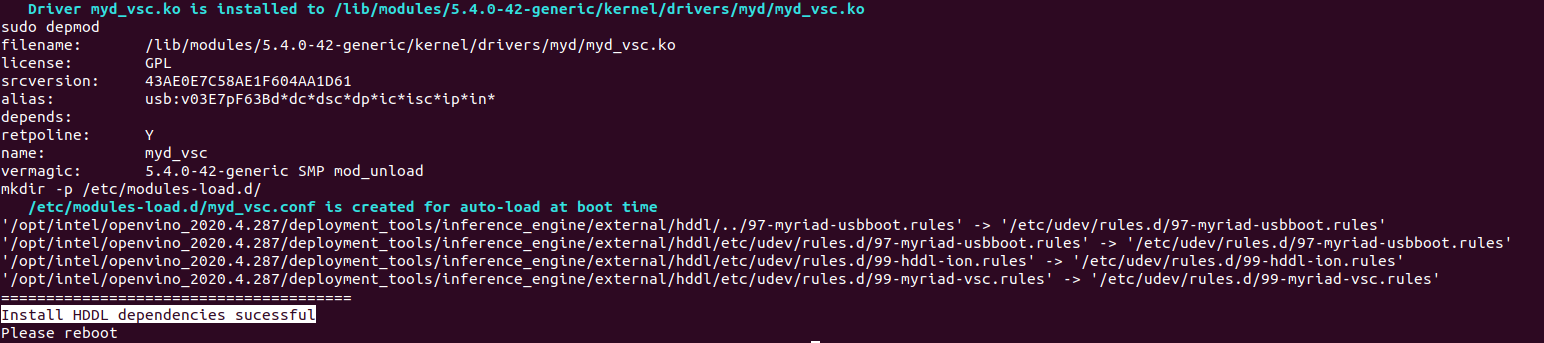 Driver myd_vsc.ko is installed to /lib/modules/5.4.0-42-generic/kernel/drivers/myd/myd_vsc.ko
sudo depmod
filename:       /lib/modules/5.4.0-42-generic/kernel/drivers/myd/myd_vsc.ko
license:        GPL
srcversion:     43AE0E7C58AE1F604AA1D61
alias:          usb:v03E7pF63Bd*dc*dsc*dp*ic*isc*ip*in*
depends:
retpoline:      Y
name:           myd_vsc
vermagic:       5.4.0-42-generic SMP mod_unload
mkdir -p /etc/modules-load.d/
/etc/modules-load.d/myd_vsc.conf is created for auto-load at boot time
'/opt/intel/openvino_2020.4.287/deployment_tools/inference_engine/external/hddl/../97-myriad-usbboot.rules' -> '/etc/udev/rules.d/97-myriad-usbboot.rules'
'/opt/intel/openvino_2020.4.287/deployment_tools/inference_engine/external/hddl/etc/udev/rules.d/97-myriad-usbboot.rules' -> '/etc/udev/rules.d/97-myriad-usbboot.rules'
'/opt/intel/openvino_2020.4.287/deployment_tools/inference_engine/external/hddl/etc/udev/rules.d/99-hddl-ion.rules' -> '/etc/udev/rules.d/99-hddl-ion.rules'
'/opt/intel/openvino_2020.4.287/deployment_tools/inference_engine/external/hddl/etc/udev/rules.d/99-myriad-vsc.rules' -> '/etc/udev/rules.d/99-myriad-vsc.rules'
=======================================
Install HDDL dependencies sucessful
Please reboot